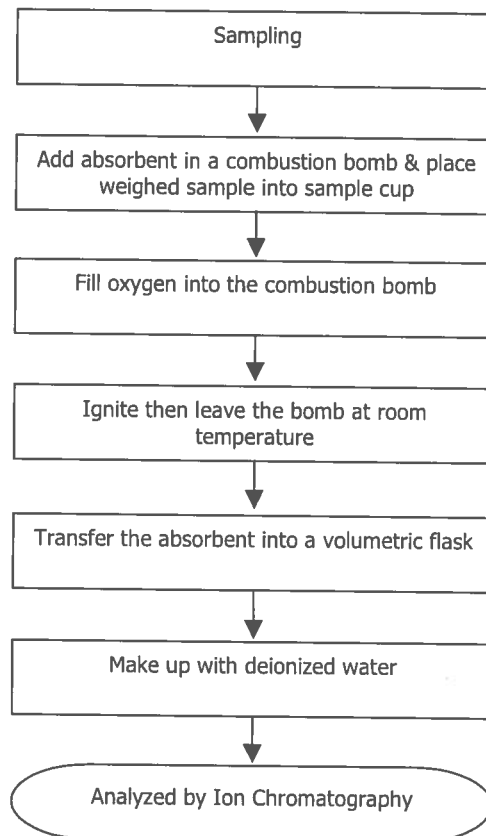 Sampling
Add absorbent in a combustion bomb & place
weighed sample into sample cup
Fill oxygen into the combustion bomb
Ignite then leave the bomb at room
temperature
Transfer the absorbent into a volumetric flask
Make up with deionized water
Analyzed by Ion Chromatography